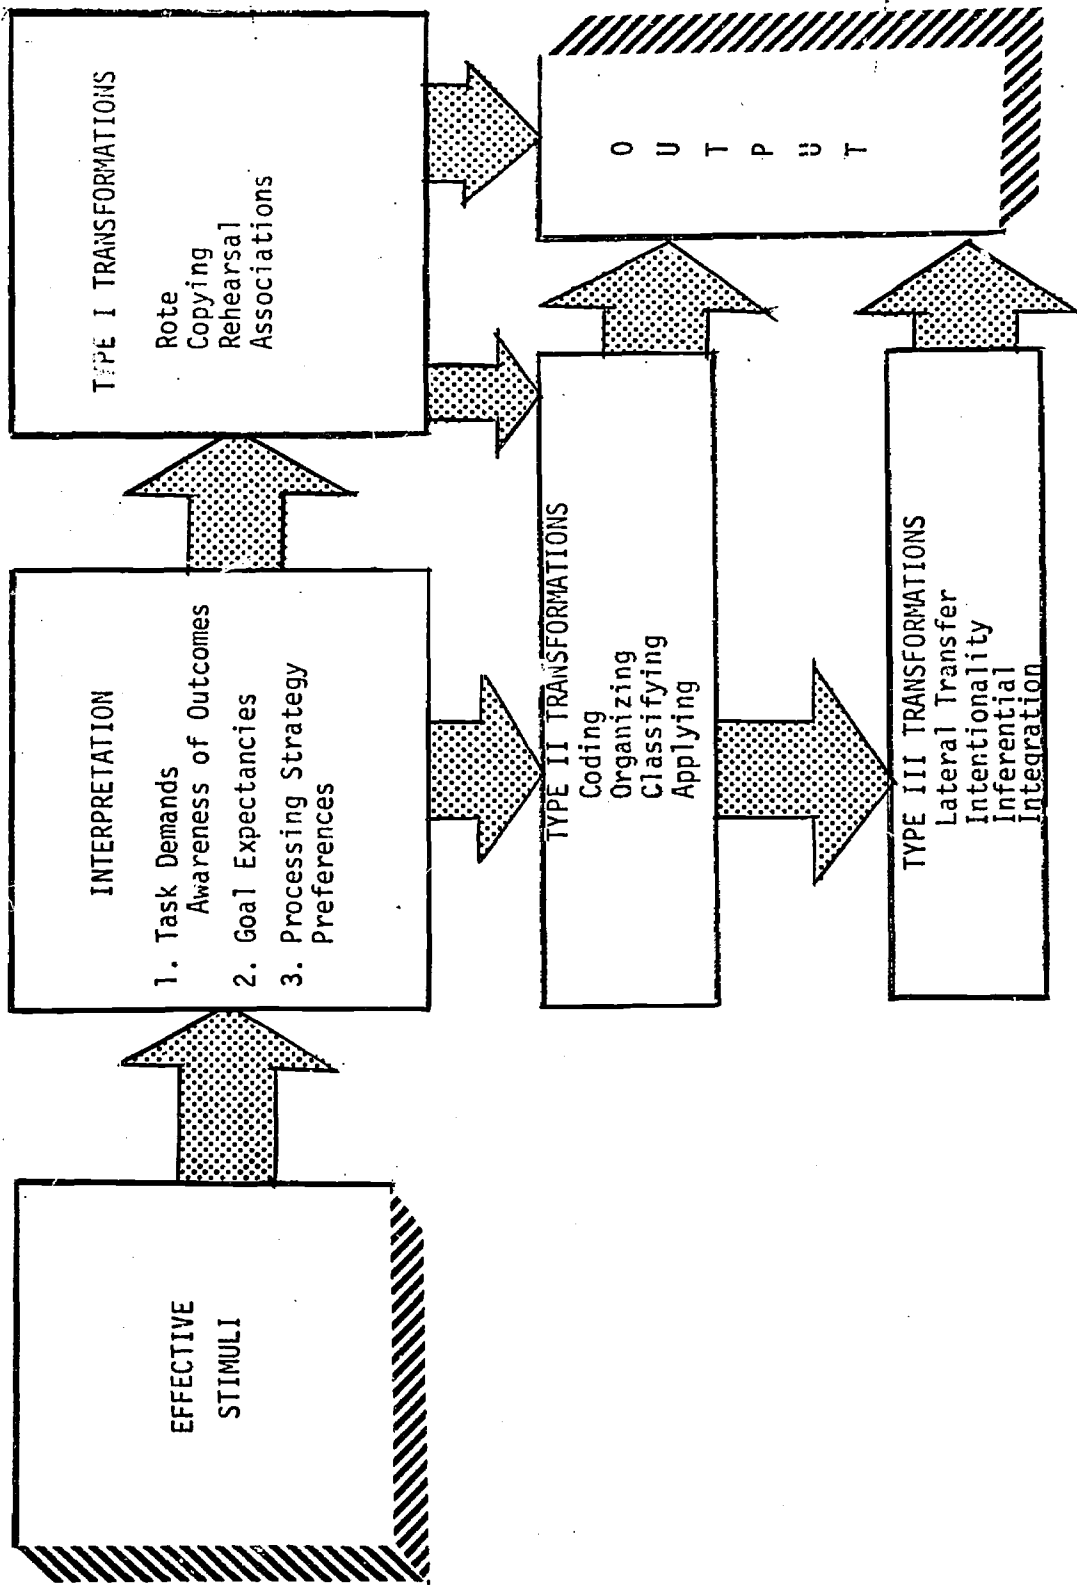 EFFECTIVE
STIMULI
INTERPRETATION
1. Task Demands
Awareness of Outcomes
2. Goal Expectancies
3. Processing Strategy
Preferences
TYPE I TRANSFORMATIONS
Rote
Copying
Rehearsal
Associations
TYPE II TRANSFORMATIONS
Coding
Organizing
Classifying
Applying
TYPE III TRANSFORMATIONS
Lateral Transfer
Intentionality
Inferential
Integration
O
U
T
P
U
T